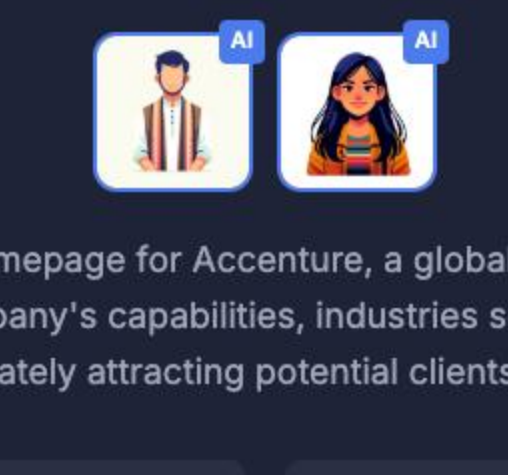 AI
AI
mepage for Accenture, a global
pany's capabilities, industries s
ately attracting potential clients